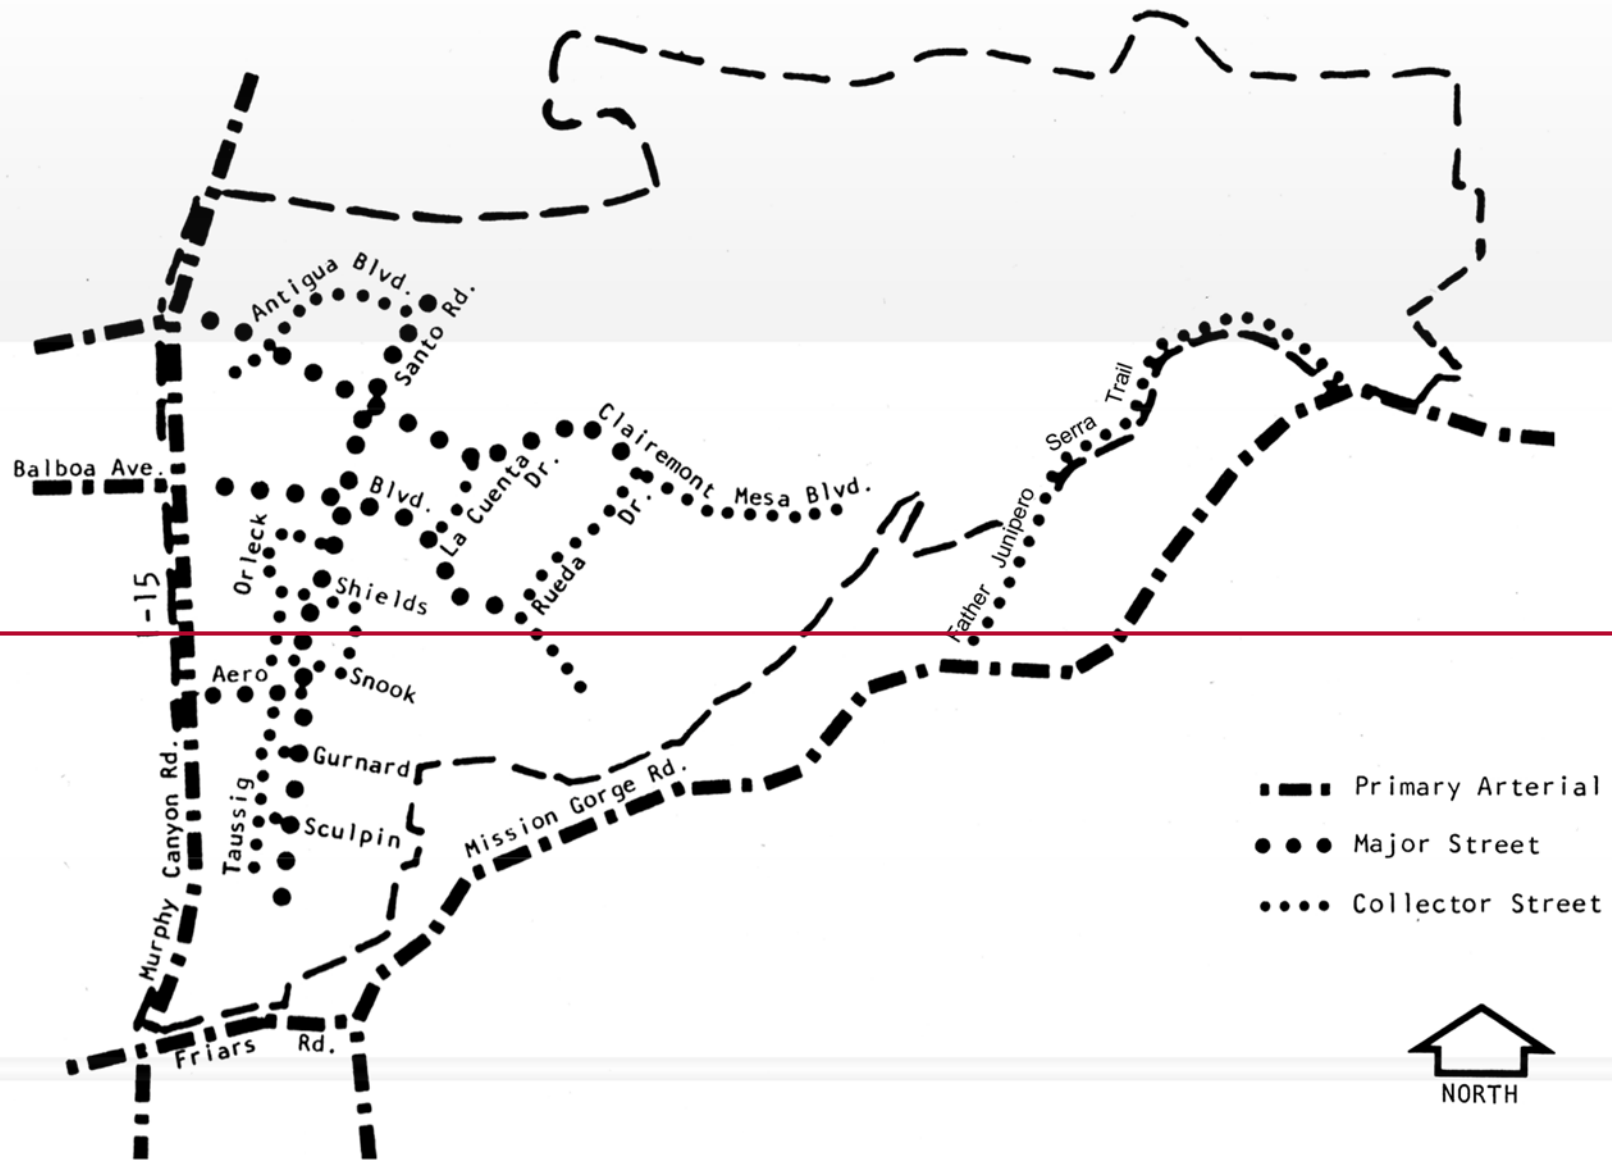 Antigua Blvd.
Santo Rd.
Clairemont Mesa Blvd.
Balboa Ave.
Blvd.
La Cuenta Dr.
Rueda Dr.
Orleck
Shields
I-15
Aero
Snook
Gurnard
Taussig
Sculpin
Murphy Canyon Rd.
Mission Gorge Rd.
Friars Rd.
Father Junipero Serra Trail
Primary Arterial
Major Street
Collector Street
NORTH